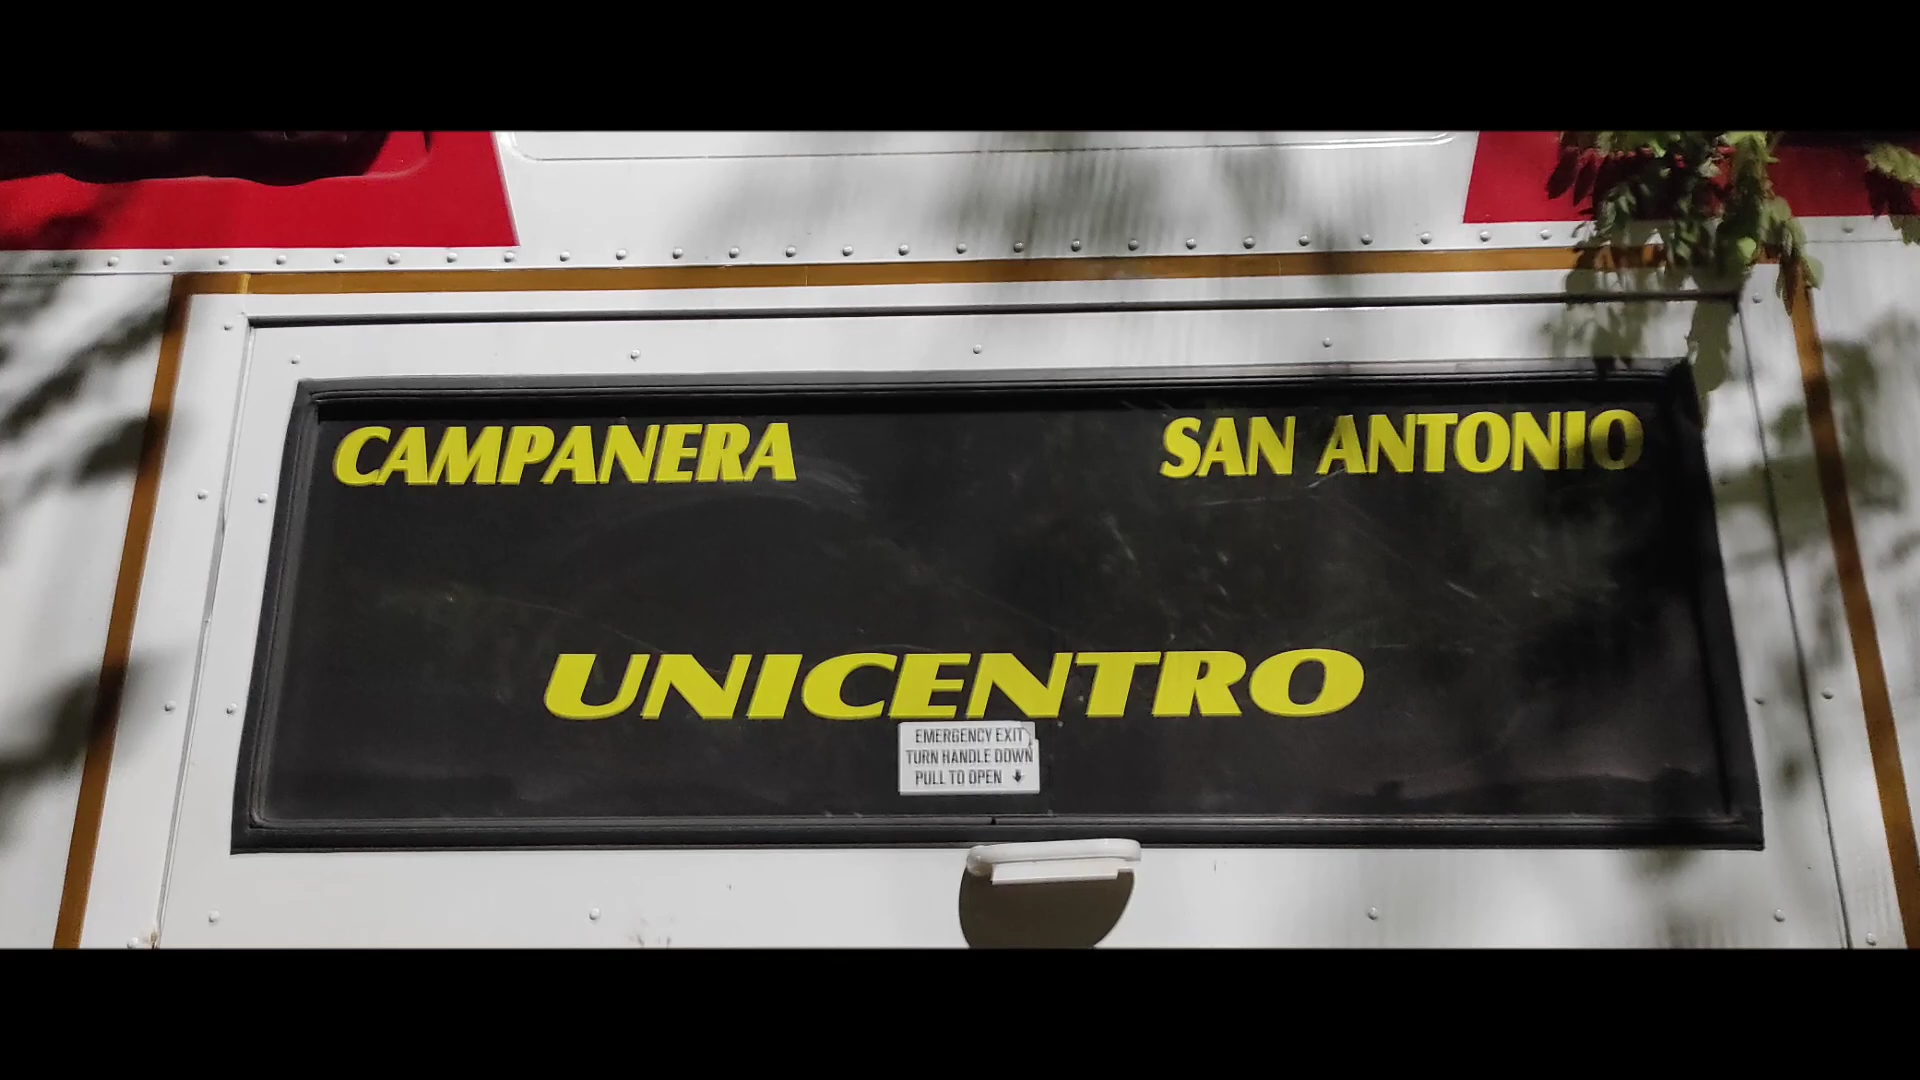 CAMPANERA SAN ANTONIO
UNICENTRO
EMERGENCY EXIT
TURN HANDLE DOWN
PULL TO OPEN ↓